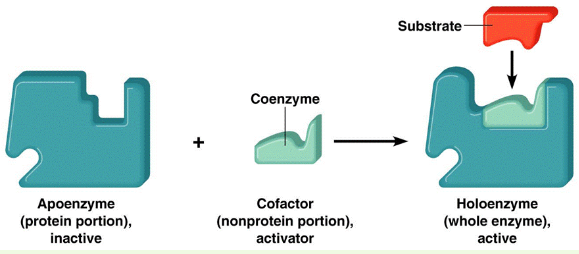 Substrate
Coenzyme
+
Apoenzyme
(protein portion),
inactive
Cofactor
(nonprotein portion),
activator
Holoenzyme
(whole enzyme),
active